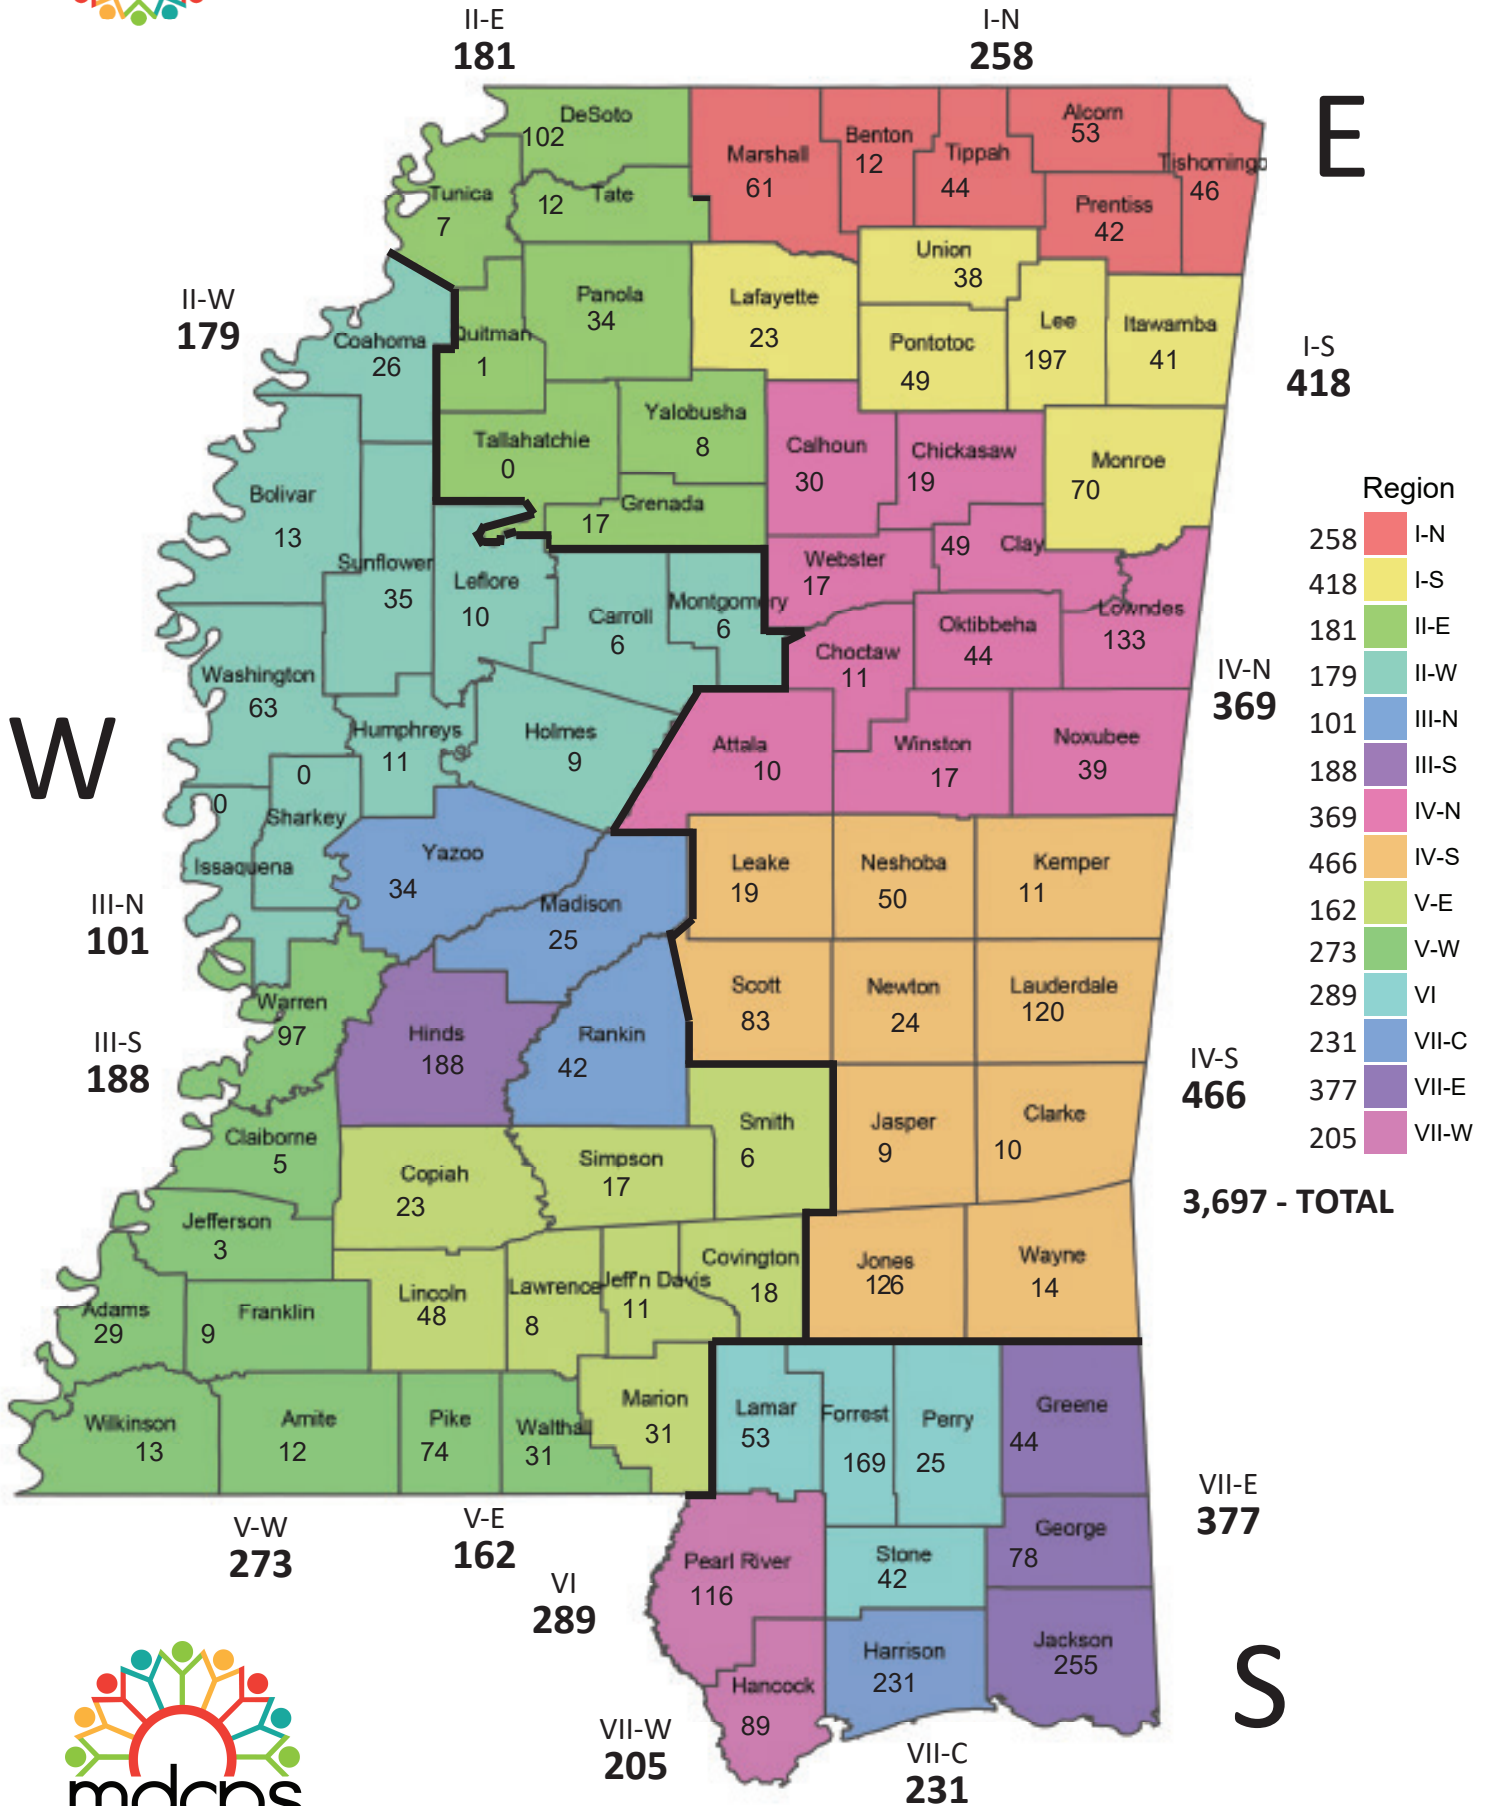 II-E
181
I-N
258
E
DeSoto
102
Marshall
61
Benton
12
Tippah
44
Alcorn
53
Tishomingo
46
Prentiss
42
Tunica
7
Tate
12
Union
38
II-W
179
Coahoma
26
Quitman
1
Panola
34
Lafayette
23
Pontotoc
49
Lee
197
Itawamba
41
I-S
418
Tallahatchie
0
Yalobusha
8
Calhoun
30
Chickasaw
19
Monroe
70
Bolivar
13
Grenada
17
Sunflower
35
Leflore
10
Carroll
6
Montgomery
6
Webster
17
Clay
49
Oktibbeha
44
Lowndes
133
Choctaw
11
IV-N
369
W
Washington
63
Humphreys
11
Holmes
9
Attala
10
Winston
17
Noxubee
39
0
Sharkey
0
Issaquena
Yazoo
34
Madison
25
Leake
19
Neshoba
50
Kemper
11
III-N
101
Warren
97
Hinds
188
Rankin
42
Scott
83
Newton
24
Lauderdale
120
III-S
188
IV-S
466
Claiborne
5
Copiah
23
Simpson
17
Smith
6
Jasper
9
Clarke
10
Jefferson
3
Adams
29
Franklin
9
Lincoln
48
Lawrence
8
Jeff'n Davis
11
Covington
18
Jones
126
Wayne
14
Wilkinson
13
Amite
12
Pike
74
Walthall
31
Marion
31
Lamar
53
Forrest
169
Perry
25
Greene
44
V-W
273
V-E
162
VI
289
VII-E
377
Pearl River
116
Stone
42
George
78
Hancock
89
Harrison
231
Jackson
255
VII-W
205
VII-C
231
S
Region
258 I-N
418 I-S
181 II-E
179 II-W
101 III-N
188 III-S
369 IV-N
466 IV-S
162 V-E
273 V-W
289 VI
231 VII-C
377 VII-E
205 VII-W
3,697 - TOTAL
mdcps